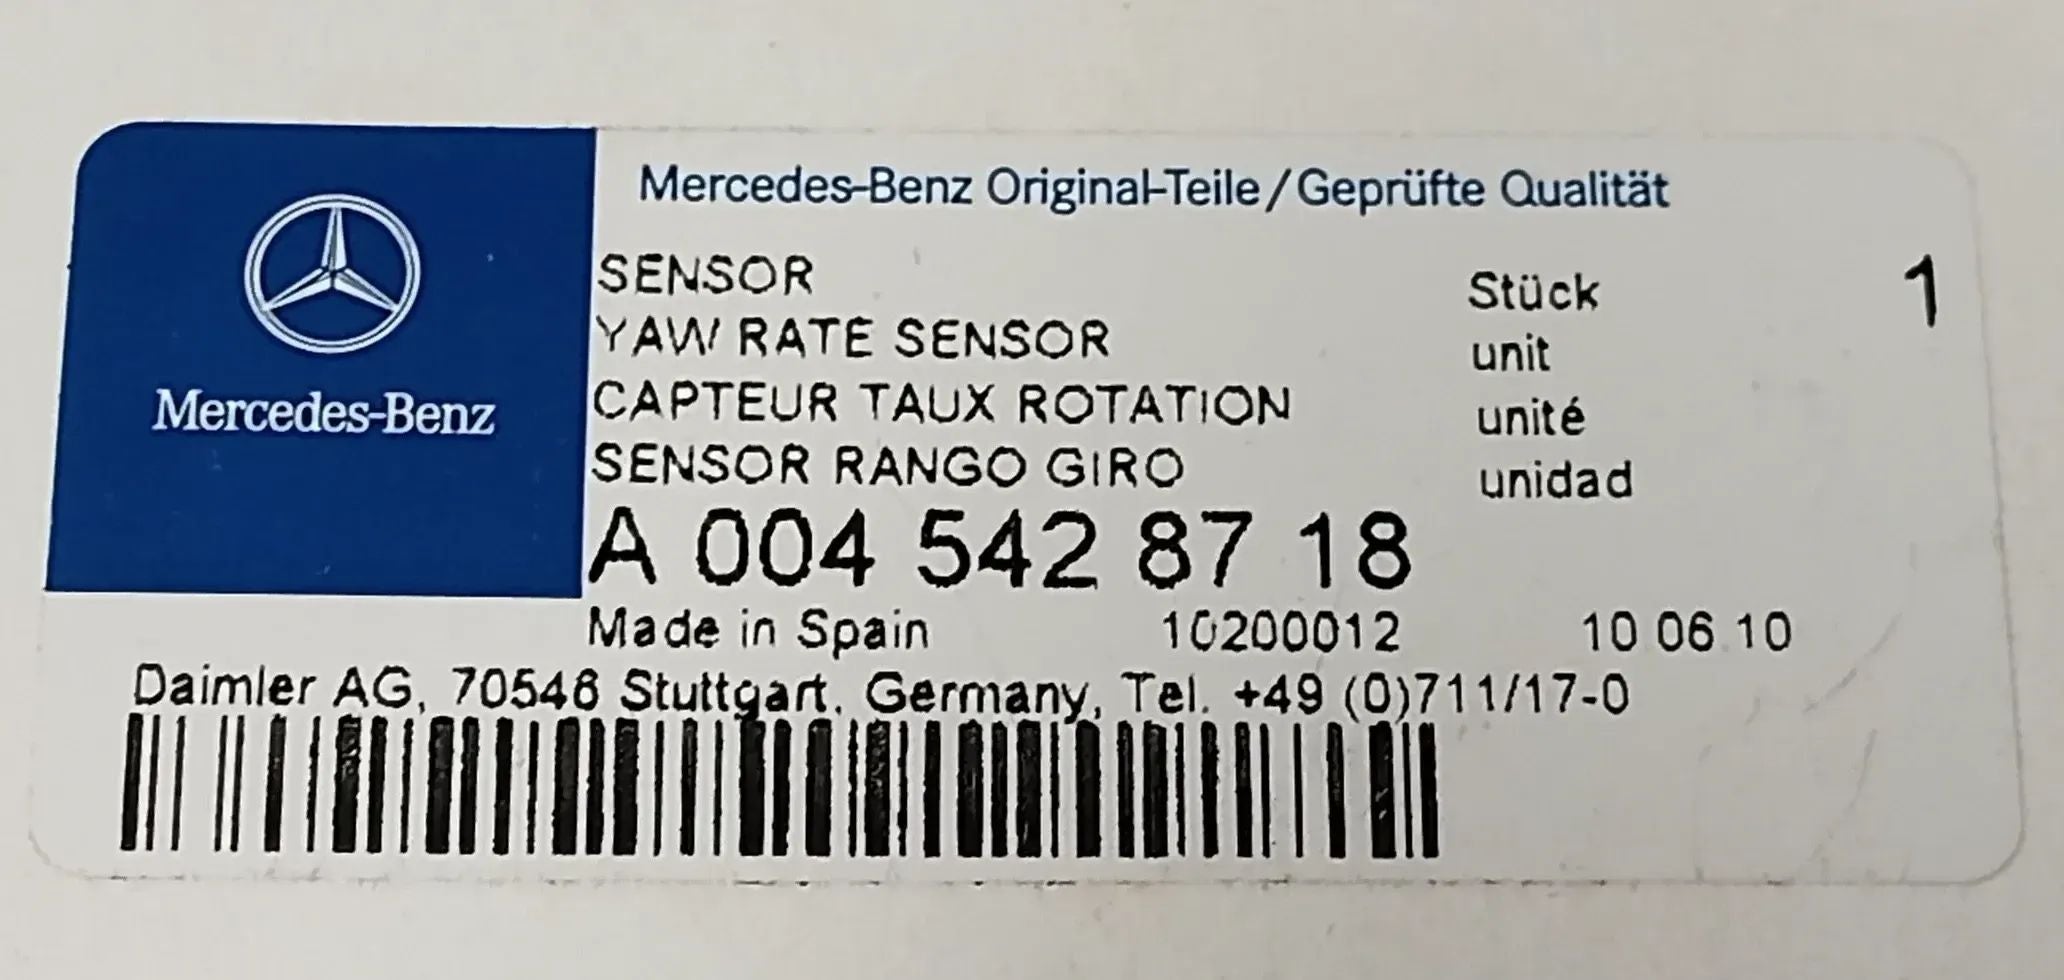 Mercedes-Benz Original-Teile/Geprüfte Qualität
Mercedes-Benz
SENSOR
YAW RATE SENSOR
CAPTEUR TAUX ROTATION
SENSOR RANGO GIRO
Stück 1
unit
unité
unidad
A 004 542 87 18
Made in Spain 10200012 10 06 10
Daimler AG, 70546 Stuttgart, Germany, Tel. +49 (0)711/17-0